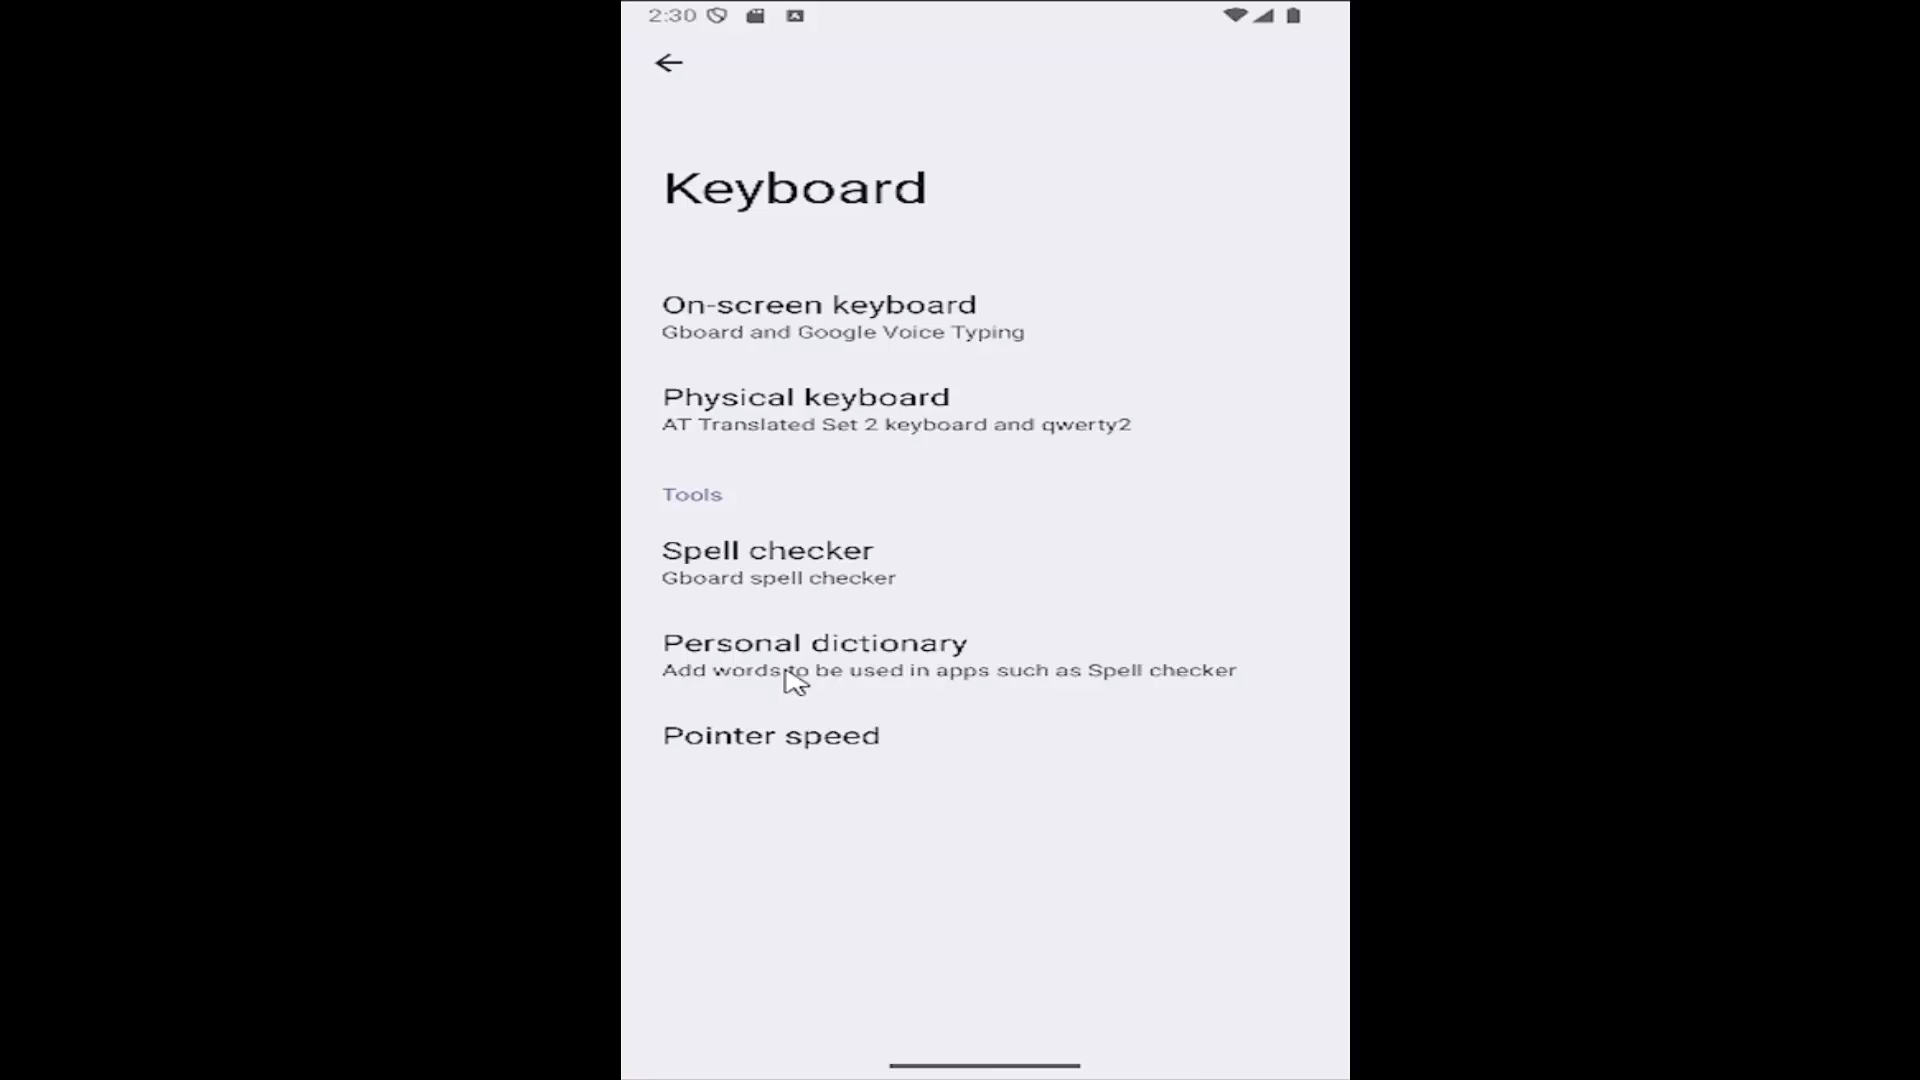 2:30
Keyboard
On-screen keyboard
Gboard and Google Voice Typing
Physical keyboard
AT Translated Set 2 keyboard and qwerty2
Tools
Spell checker
Gboard spell checker
Personal dictionary
Add words to be used in apps such as Spell checker
Pointer speed